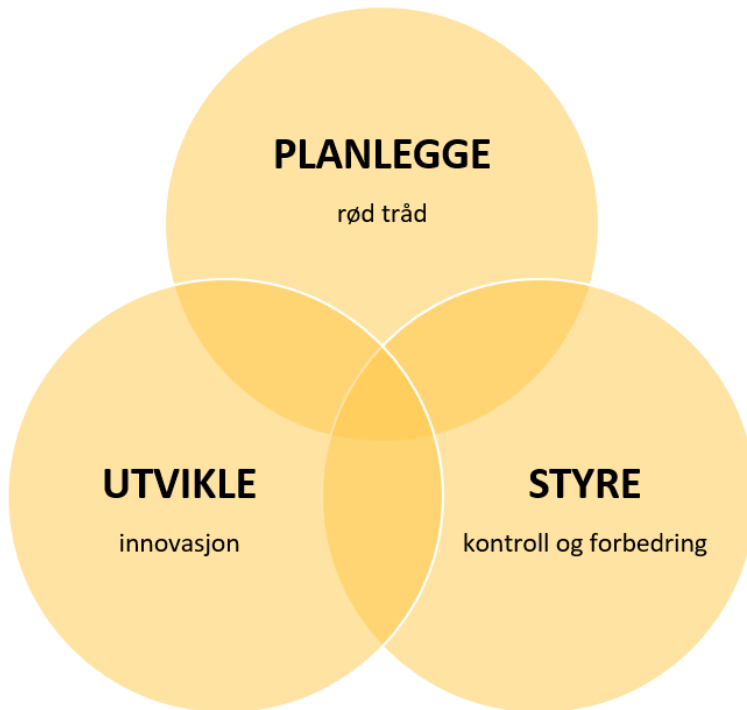 PLANLEGGE
rød tråd
UTVIKLE
innovasjon
STYRE
kontroll og forbedring